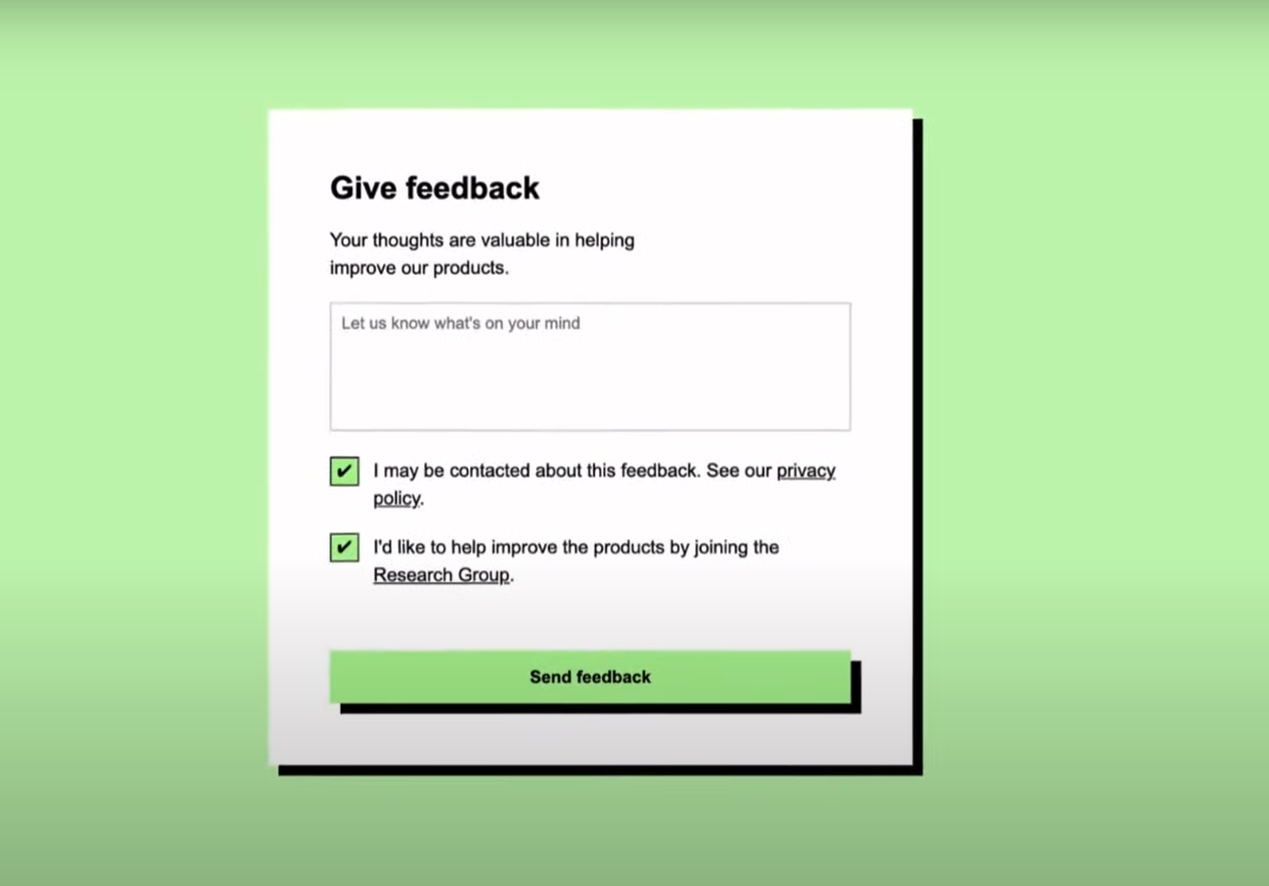 Give feedback
Your thoughts are valuable in helping
improve our products.
Let us know what's on your mind
✔ I may be contacted about this feedback. See our privacy
policy.
✔ I'd like to help improve the products by joining the
Research Group.
Send feedback